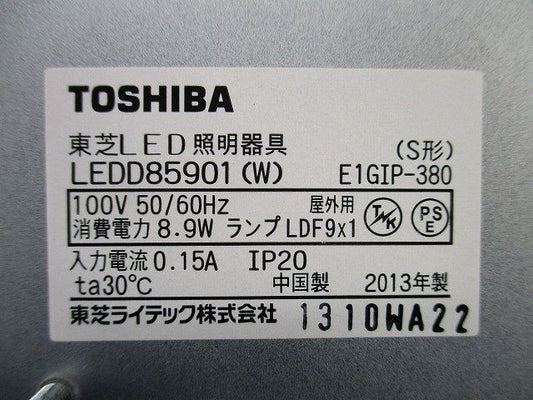 TOSHIBA
東芝LED照明器具 (S形)
LEDD85901(W) E1GIP-380
100V 50/60Hz 屋外用
消費電力 8.9W ランプ LDF9x1
PS E
入力電流0.15A IP20
ta30℃ 中国製 2013年製
東芝ライテック株式会社 1310WA22